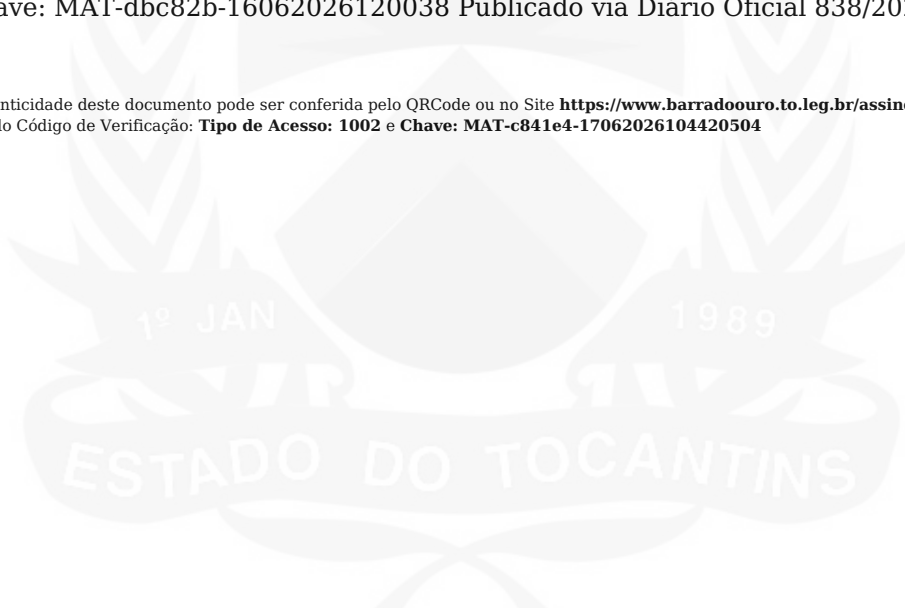 ave: MAT-dbc82b-16062026120038 Publicado via Diário Oficial 838/20
nticidade deste documento pode ser conferida pelo QRCode ou no Site https://www.barradoouro.to.leg.br/assin
lo Código de Verificação: Tipo de Acesso: 1002 e Chave: MAT-c841e4-17062026104420504
1º JAN 1989
ESTADO DO TOCANTINS